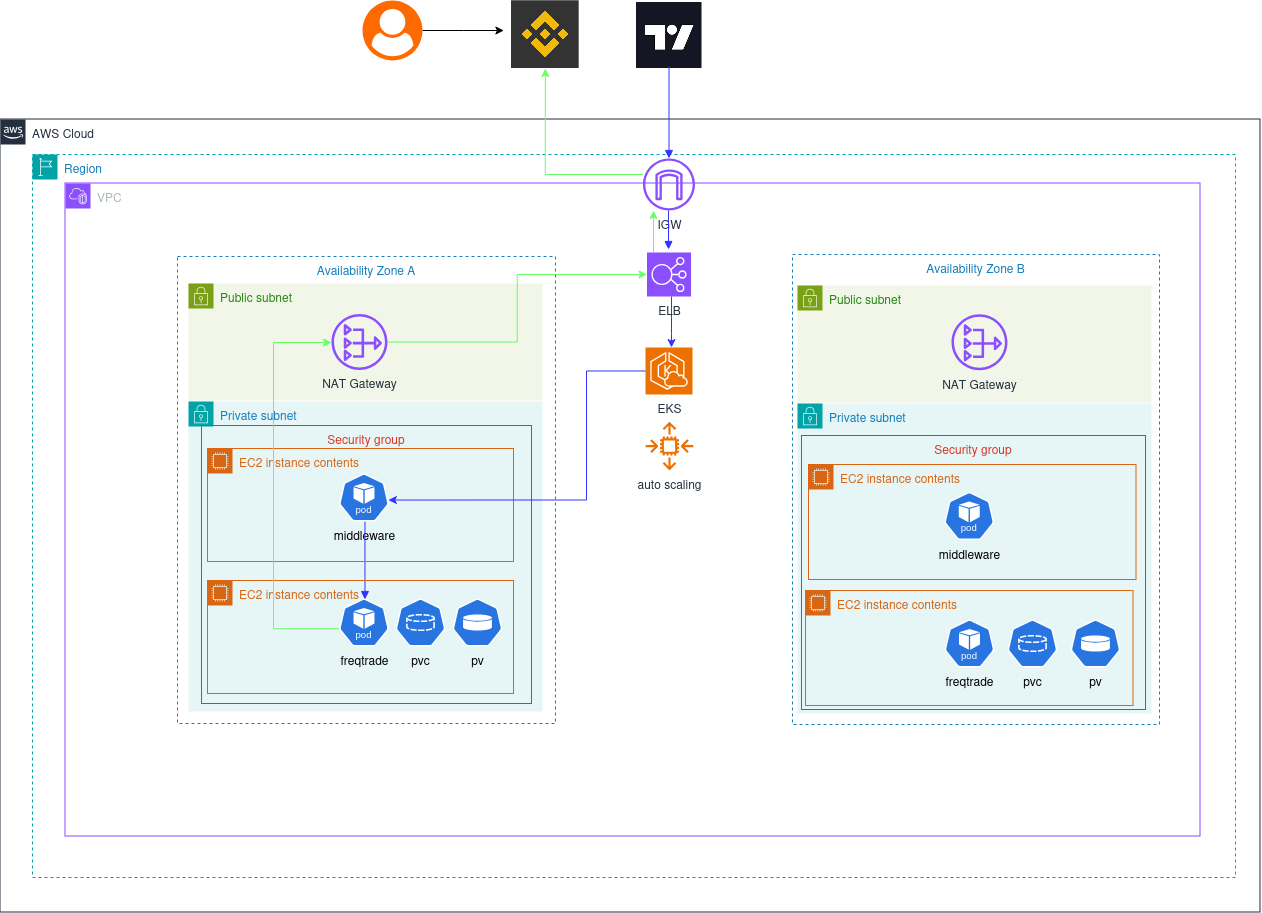 aws
AWS Cloud
Region
VPC
IGW
Availability Zone A
Availability Zone B
Public subnet
Public subnet
ELB
NAT Gateway
NAT Gateway
K
EKS
Private subnet
Private subnet
Security group
Security group
EC2 instance contents
EC2 instance contents
auto scaling
pod
middleware
pod
middleware
EC2 instance contents
EC2 instance contents
pod
freqtrade
pvc
pv
pod
freqtrade
pvc
pv